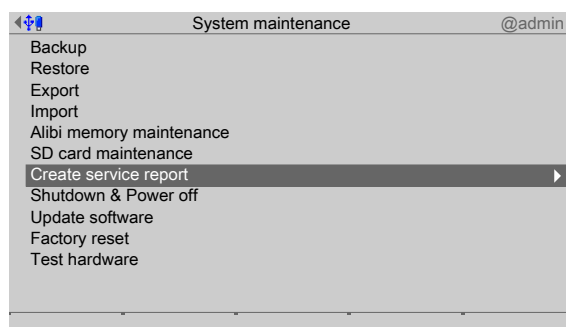 System maintenance @admin
Backup
Restore
Export
Import
Alibi memory maintenance
SD card maintenance
Create service report
Shutdown & Power off
Update software
Factory reset
Test hardware